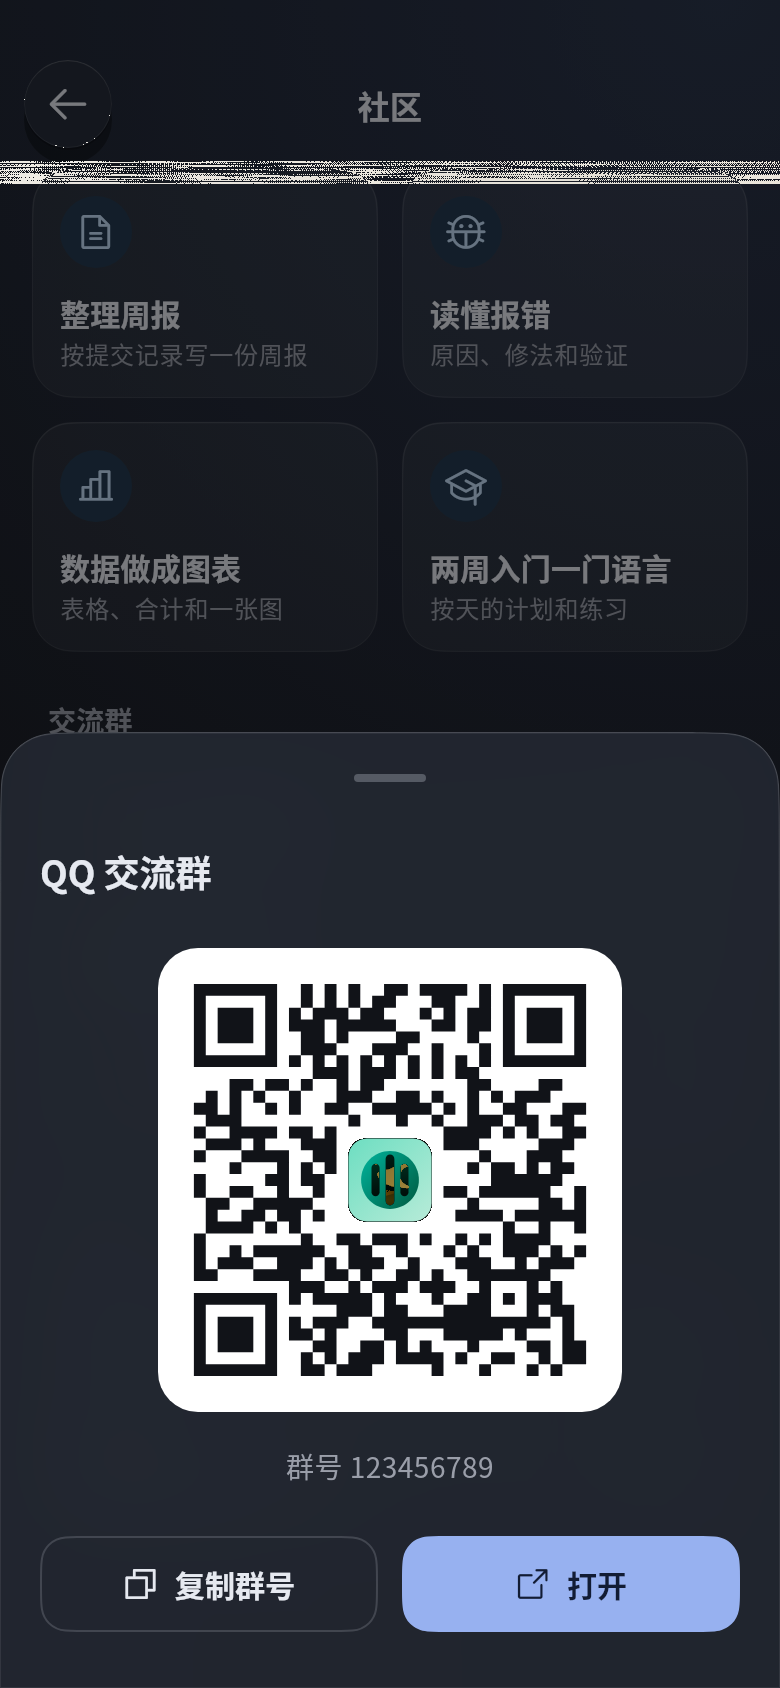 社区
整理周报
按提交记录写一份周报
读懂报错
原因、修法和验证
数据做成图表
表格、合计和一张图
两周入门一门语言
按天的计划和练习
交流群
QQ 交流群
群号 123456789
复制群号
打开